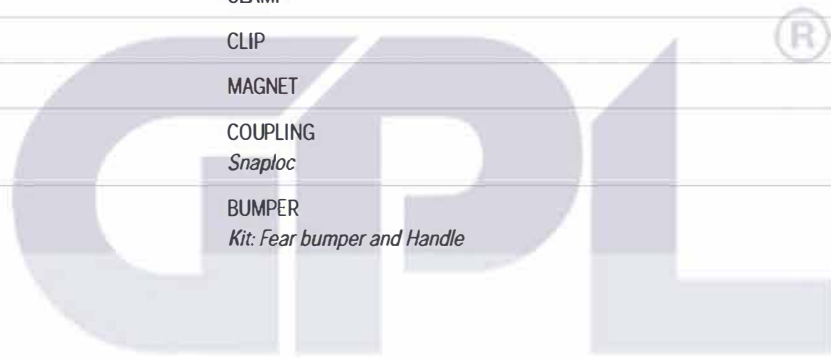 CLIP
MAGNET
COUPLING
Snaploc
BUMPER
Kit: Fear bumper and Handle
GPL
®